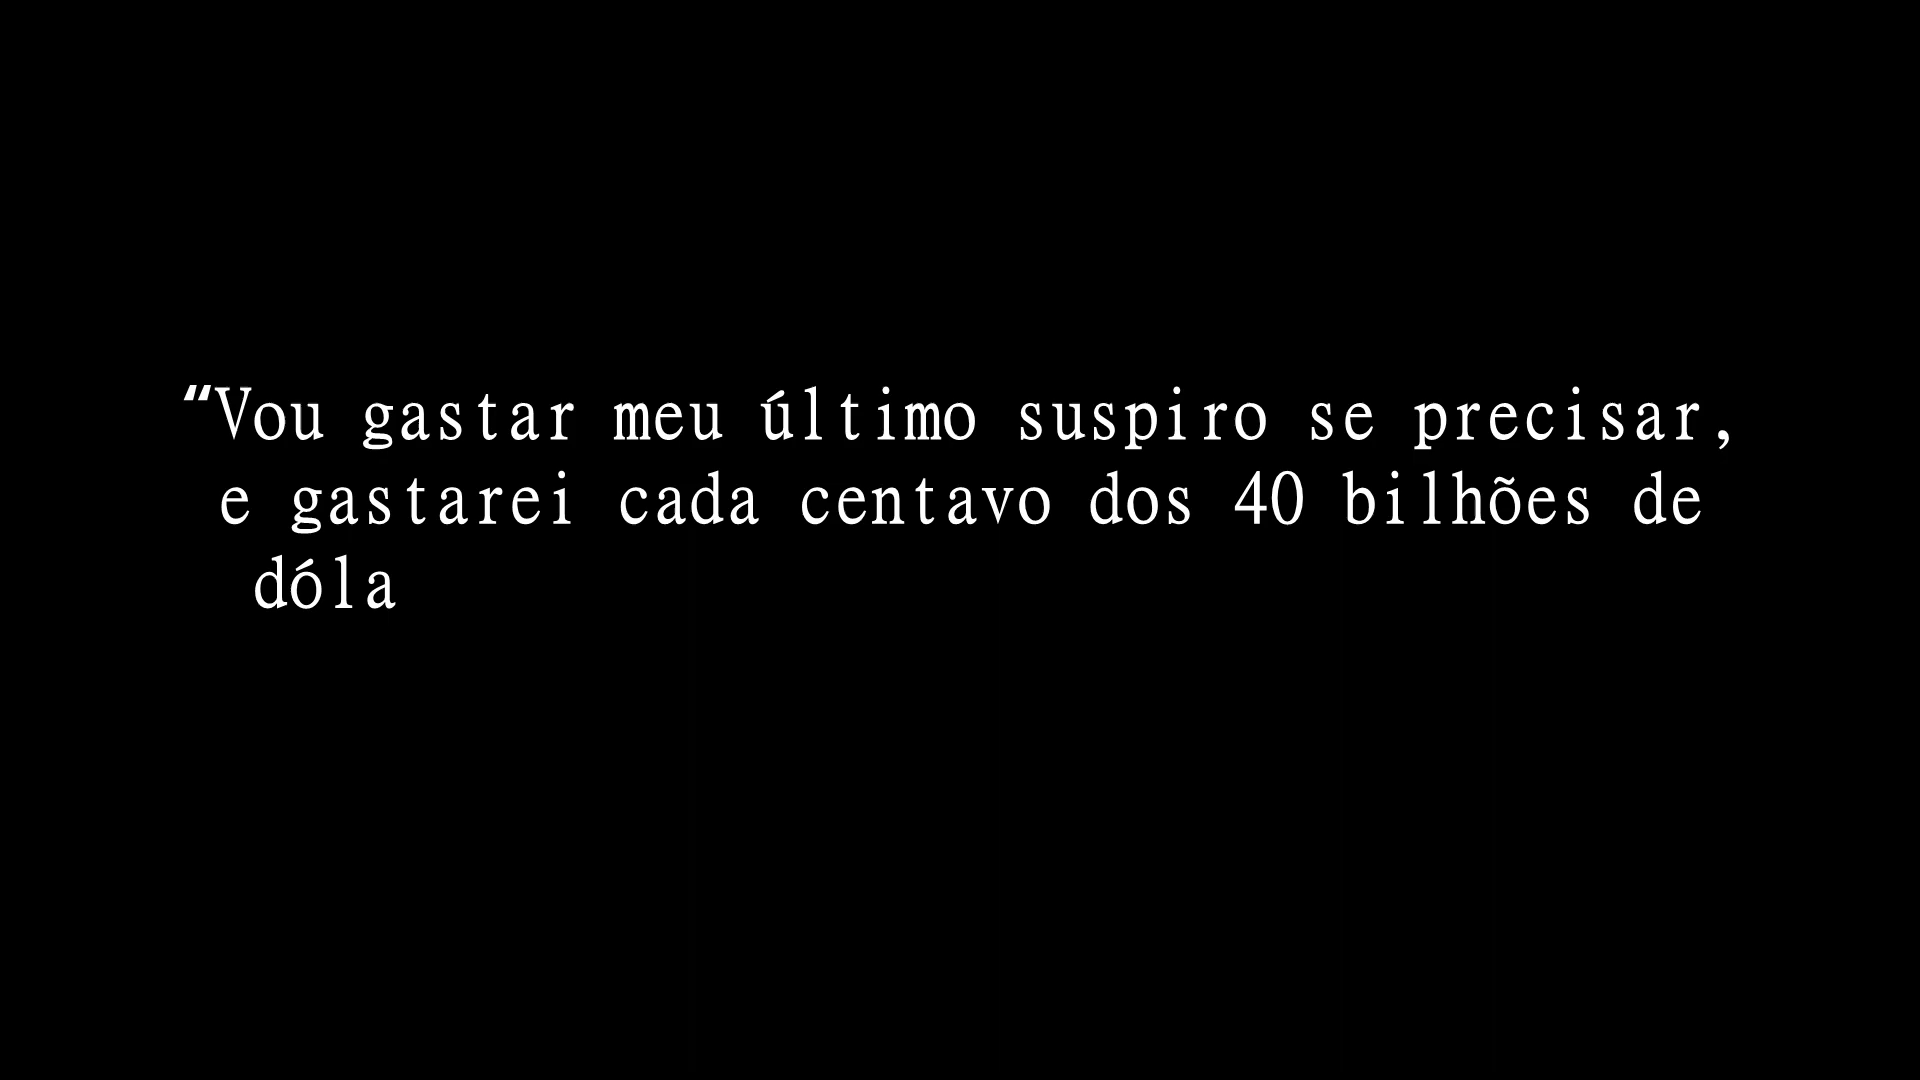 “Vou gastar meu último suspiro se precisar,
e gastarei cada centavo dos 40 bilhões de
dóla